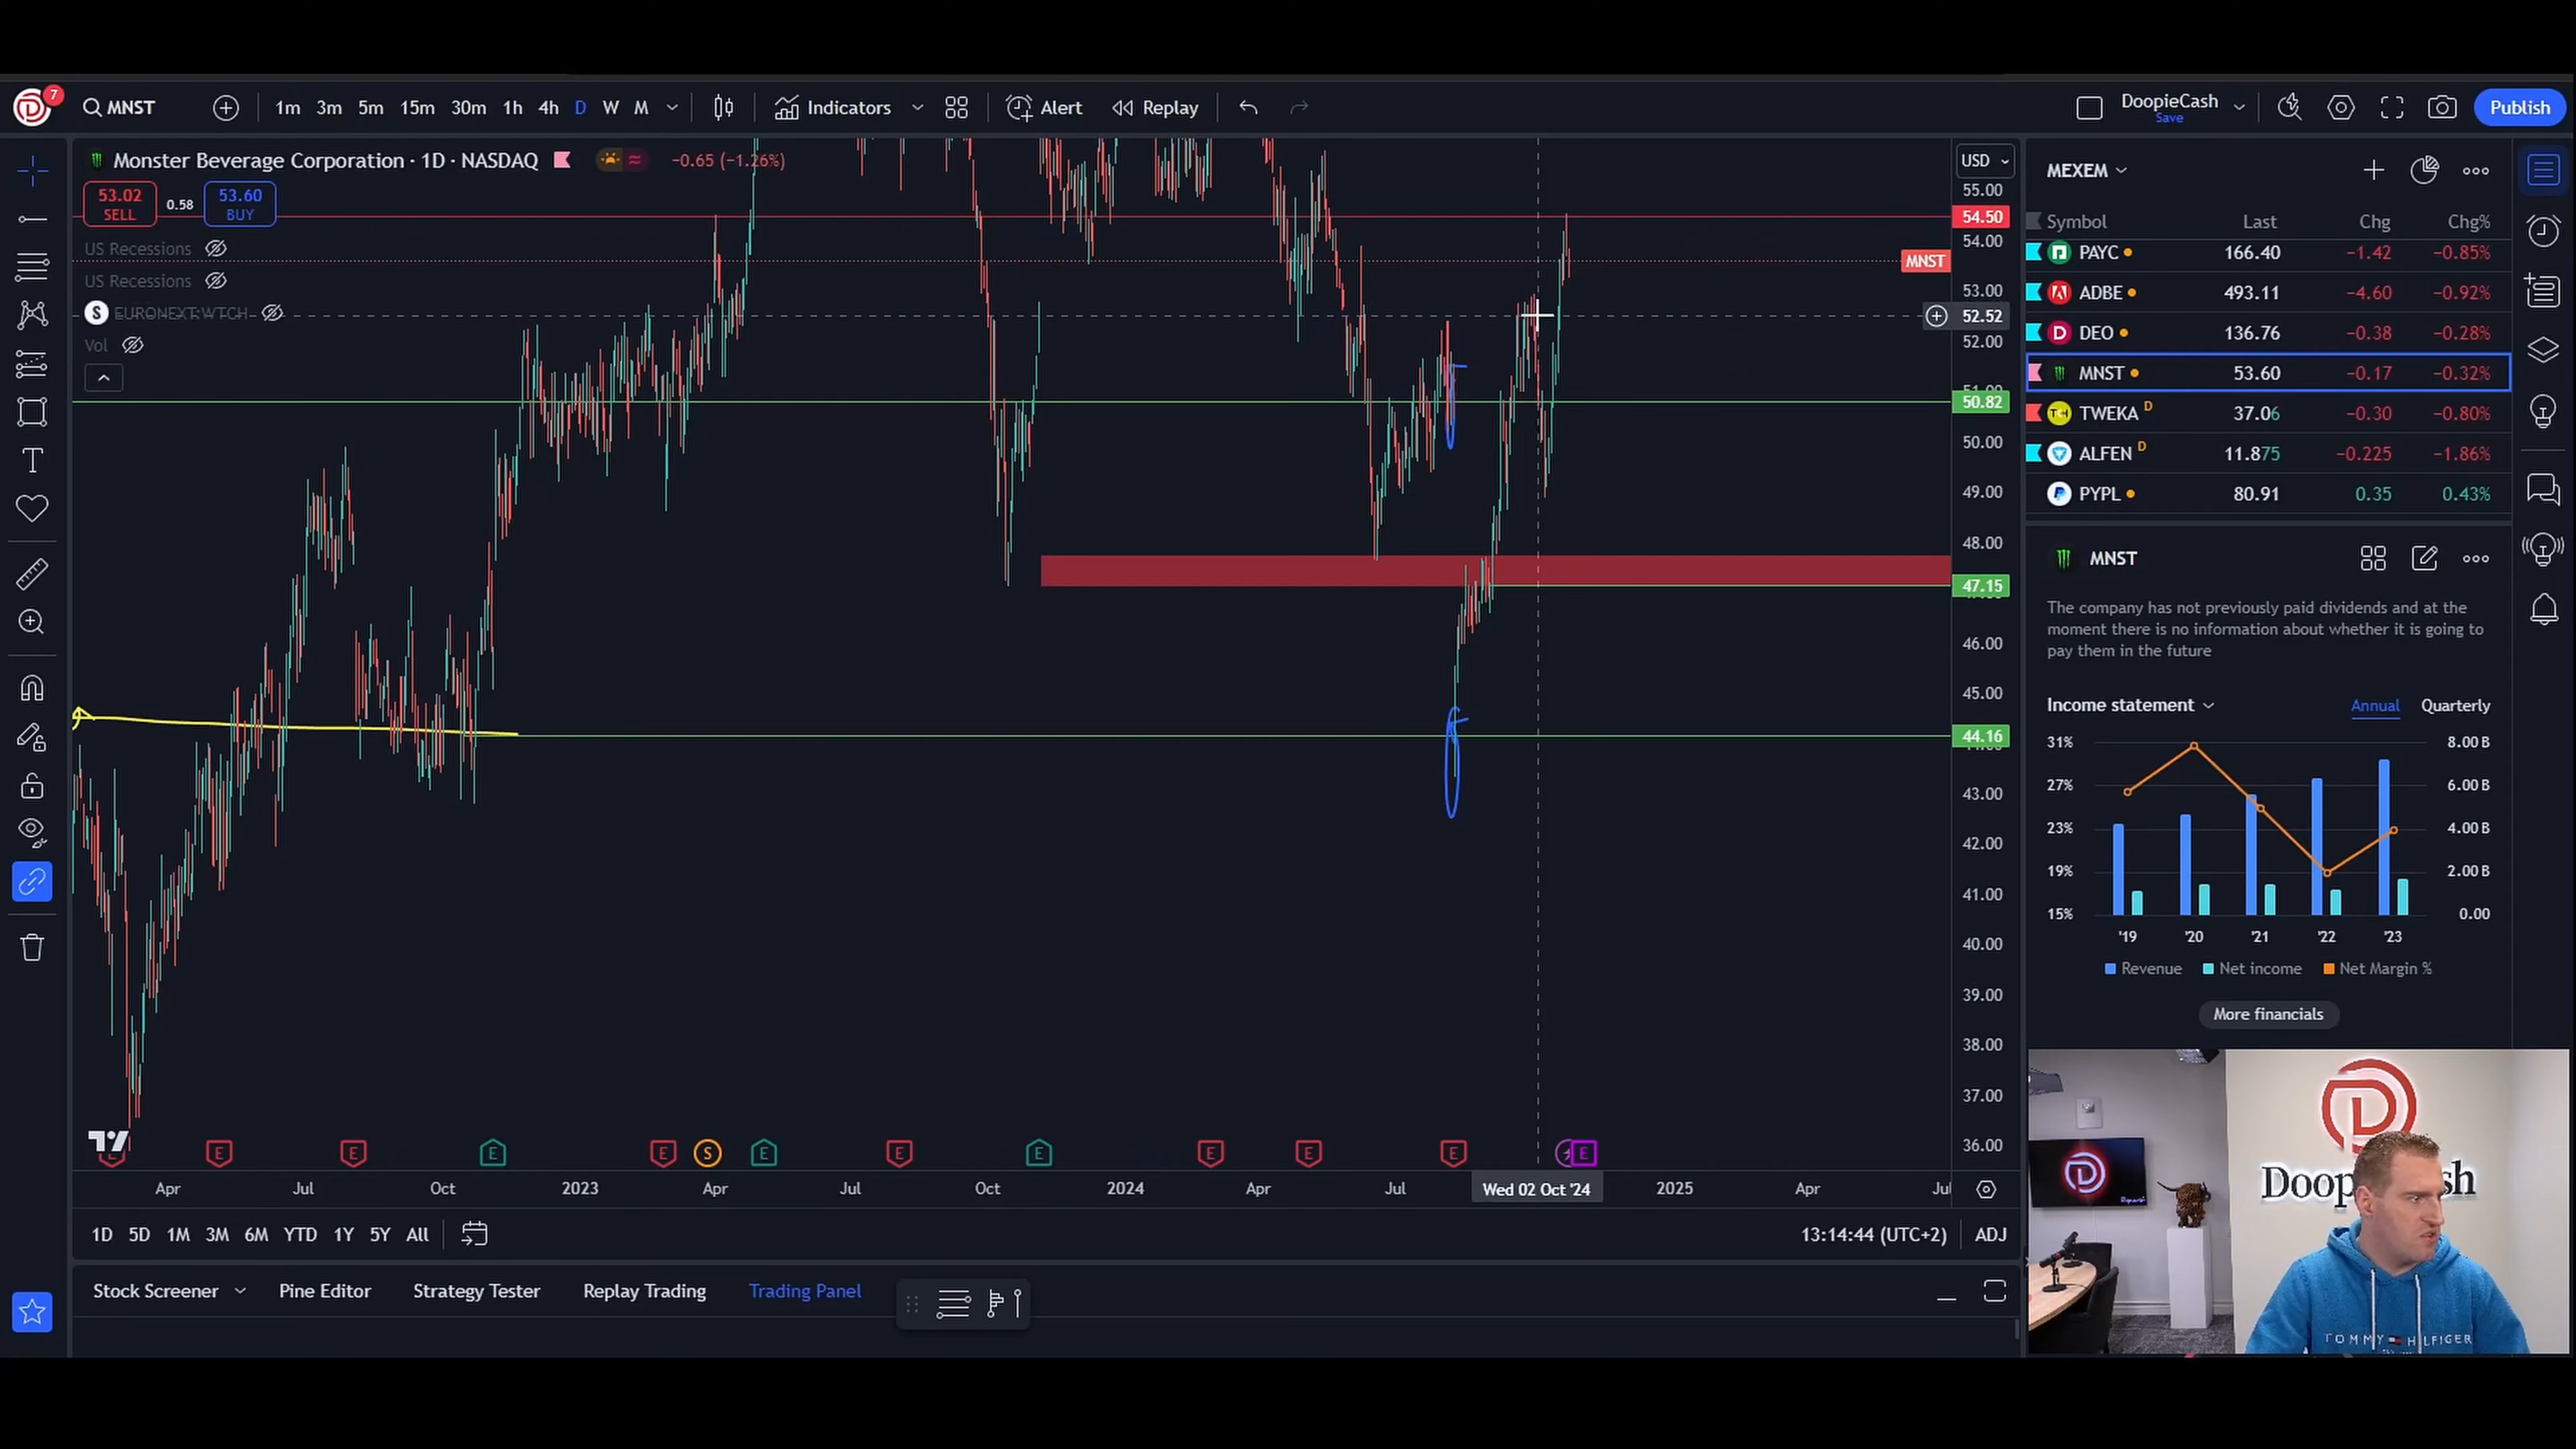 7
MNST
1m 3m 5m 15m 30m 1h 4h D W M
Indicators
Alert
Replay
DoopieCash
Save
Publish
Monster Beverage Corporation · 1D · NASDAQ
−0.65 (−1.26%)
53.02
SELL
0.58
53.60
BUY
US Recessions
US Recessions
S EURONEXT:WTCH
Vol
USD
55.00
54.50
54.00
MNST
53.00
52.52
52.00
50.82
50.00
49.00
48.00
47.15
46.00
45.00
44.16
43.00
42.00
41.00
40.00
39.00
38.00
37.00
36.00
E E E E S E E E E E E E
Apr Jul Oct 2023 Apr Jul Oct 2024 Apr Jul Wed 02 Oct '24 2025 Apr
1D 5D 1M 3M 6M YTD 1Y 5Y All
13:14:44 (UTC+2)
ADJ
Stock Screener
Pine Editor
Strategy Tester
Replay Trading
Trading Panel
MEXEM
Symbol Last Chg Chg%
PAYC 166.40 −1.42 −0.85%
ADBE 493.11 −4.60 −0.92%
DEO 136.76 −0.38 −0.28%
MNST 53.60 −0.17 −0.32%
TWEKA D 37.06 −0.30 −0.80%
ALFEN D 11.875 −0.225 −1.86%
PYPL 80.91 0.35 0.43%
MNST
The company has not previously paid dividends and at the
moment there is no information about whether it is going to
pay them in the future
Income statement
Annual Quarterly
31% 8.00 B
27% 6.00 B
23% 4.00 B
19% 2.00 B
15% 0.00
'19 '20 '21 '22 '23
Revenue Net income Net Margin %
More financials
TOMMY HILFIGER